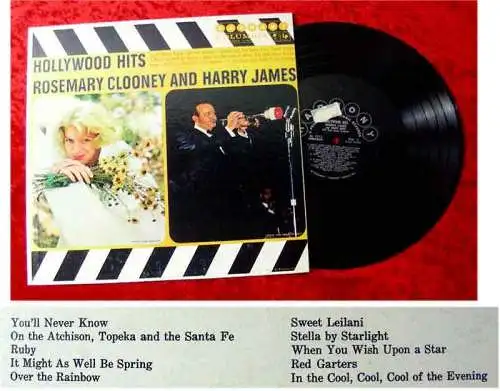 HARMONY
COLUMBIA
HOLLYWOOD HITS
ROSEMARY CLOONEY AND HARRY JAMES
HARMONY
You'll Never Know
On the Atchison, Topeka and the Santa Fe
Ruby
It Might As Well Be Spring
Over the Rainbow
Sweet Leilani
Stella by Starlight
When You Wish Upon a Star
Red Garters
In the Cool, Cool, Cool of the Evening